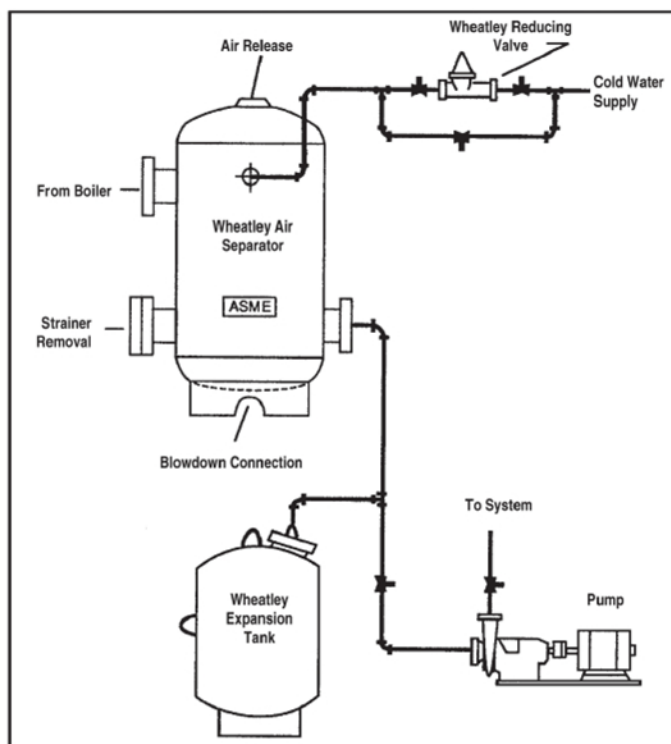 Wheatley Reducing
Valve
Air Release
Cold Water
Supply
From Boiler
Wheatley Air
Separator
ASME
Strainer
Removal
Blowdown Connection
To System
Wheatley
Expansion
Tank
Pump